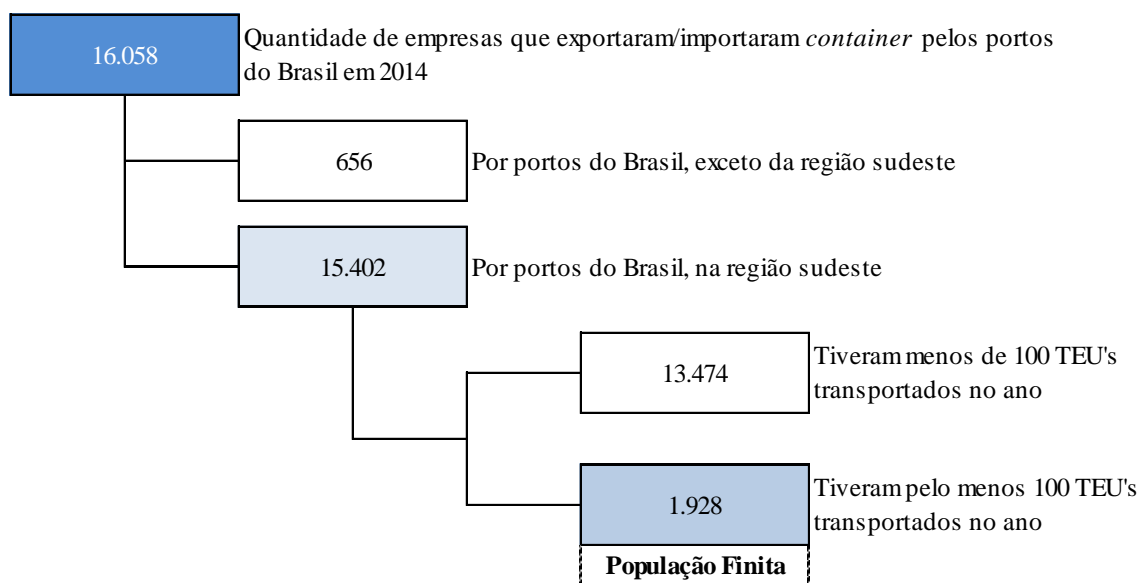 16.058
Quantidade de empresas que exportaram/importaram container pelos portos
do Brasil em 2014
656
Por portos do Brasil, exceto da região sudeste
15.402
Por portos do Brasil, na região sudeste
13.474
Tiveram menos de 100 TEU's
transportados no ano
1.928
Tiveram pelo menos 100 TEU's
transportados no ano
População Finita